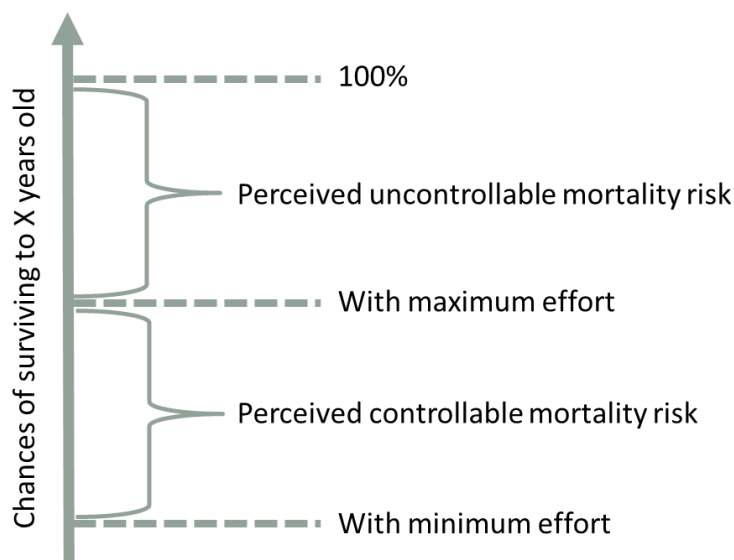 Chances of surviving to X years old
100%
Perceived uncontrollable mortality risk
With maximum effort
Perceived controllable mortality risk
With minimum effort